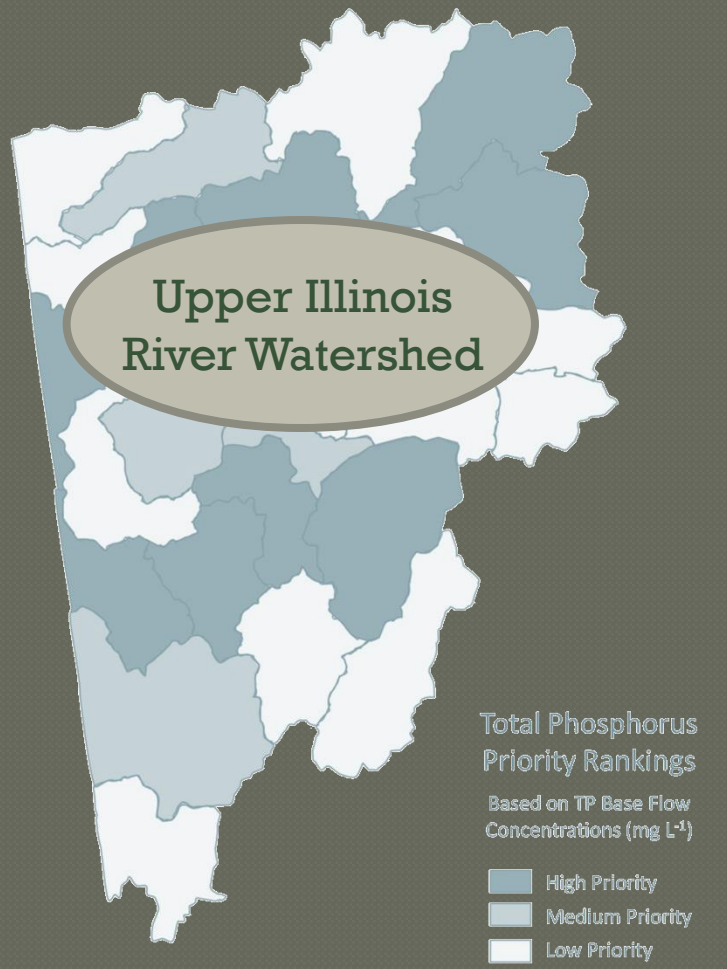 Upper Illinois
River Watershed
Total Phosphorus
Priority Rankings
Based on TP Base Flow
Concentrations (mg L⁻¹)
High Priority
Medium Priority
Low Priority